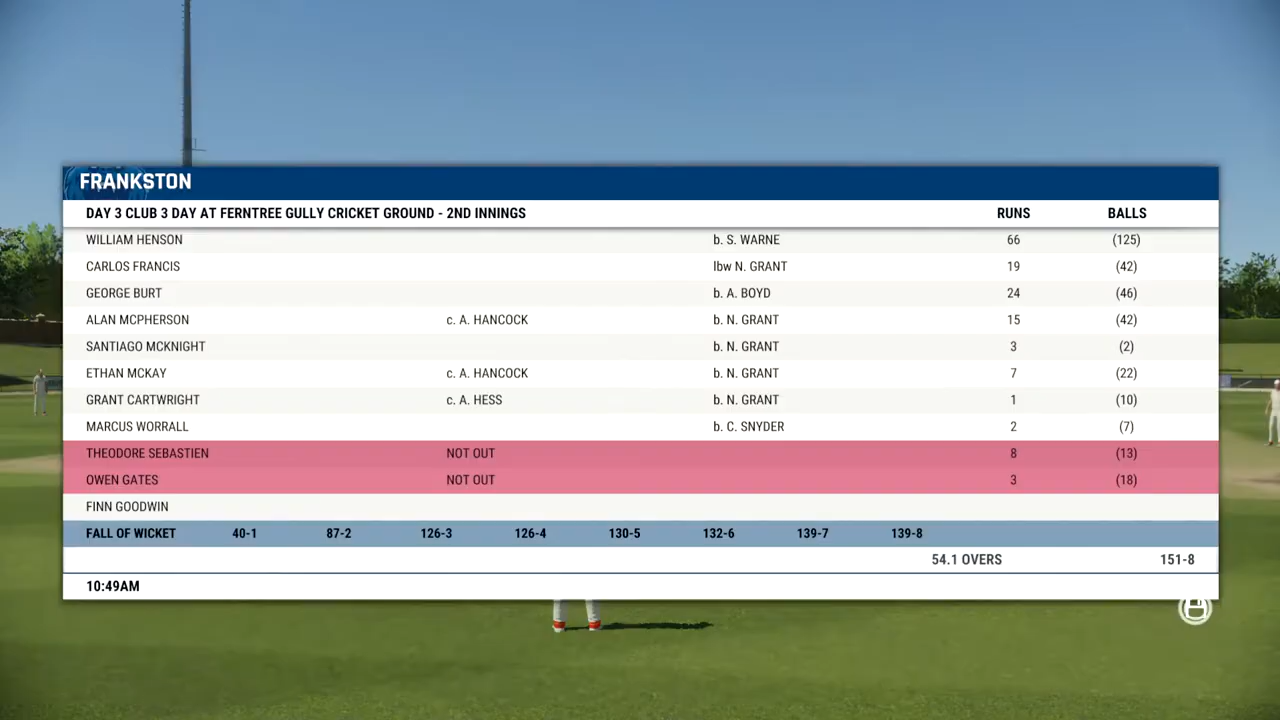 FRANKSTON
DAY 3 CLUB 3 DAY AT FERNTREE GULLY CRICKET GROUND - 2ND INNINGS RUNS BALLS
WILLIAM HENSON b. S. WARNE 66 (125)
CARLOS FRANCIS lbw N. GRANT 19 (42)
GEORGE BURT b. A. BOYD 24 (46)
ALAN MCPHERSON c. A. HANCOCK b. N. GRANT 15 (42)
SANTIAGO MCKNIGHT b. N. GRANT 3 (2)
ETHAN MCKAY c. A. HANCOCK b. N. GRANT 7 (22)
GRANT CARTWRIGHT c. A. HESS b. N. GRANT 1 (10)
MARCUS WORRALL b. C. SNYDER 2 (7)
THEODORE SEBASTIEN NOT OUT 8 (13)
OWEN GATES NOT OUT 3 (18)
FINN GOODWIN
FALL OF WICKET 40-1 87-2 126-3 126-4 130-5 132-6 139-7 139-8
54.1 OVERS 151-8
10:49AM